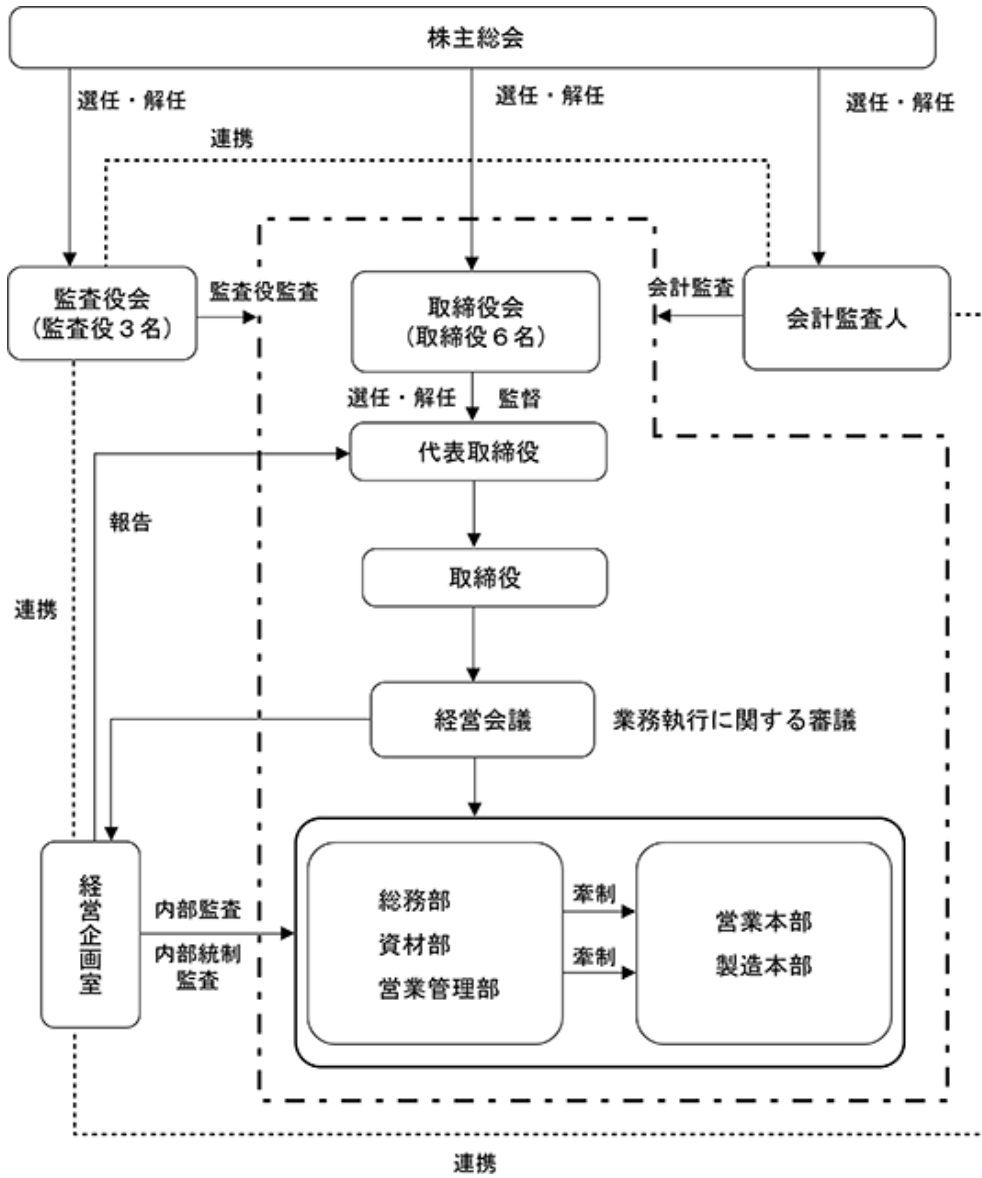 株主総会
選任・解任
選任・解任
選任・解任
連携
監査役会
(監査役3名)
監査役監査
取締役会
(取締役6名)
会計監査
会計監査人
選任・解任
監督
代表取締役
報告
取締役
連携
経営会議
業務執行に関する審議
経営企画室
内部監査
内部統制
監査
総務部
資材部
営業管理部
牽制
牽制
営業本部
製造本部
連携